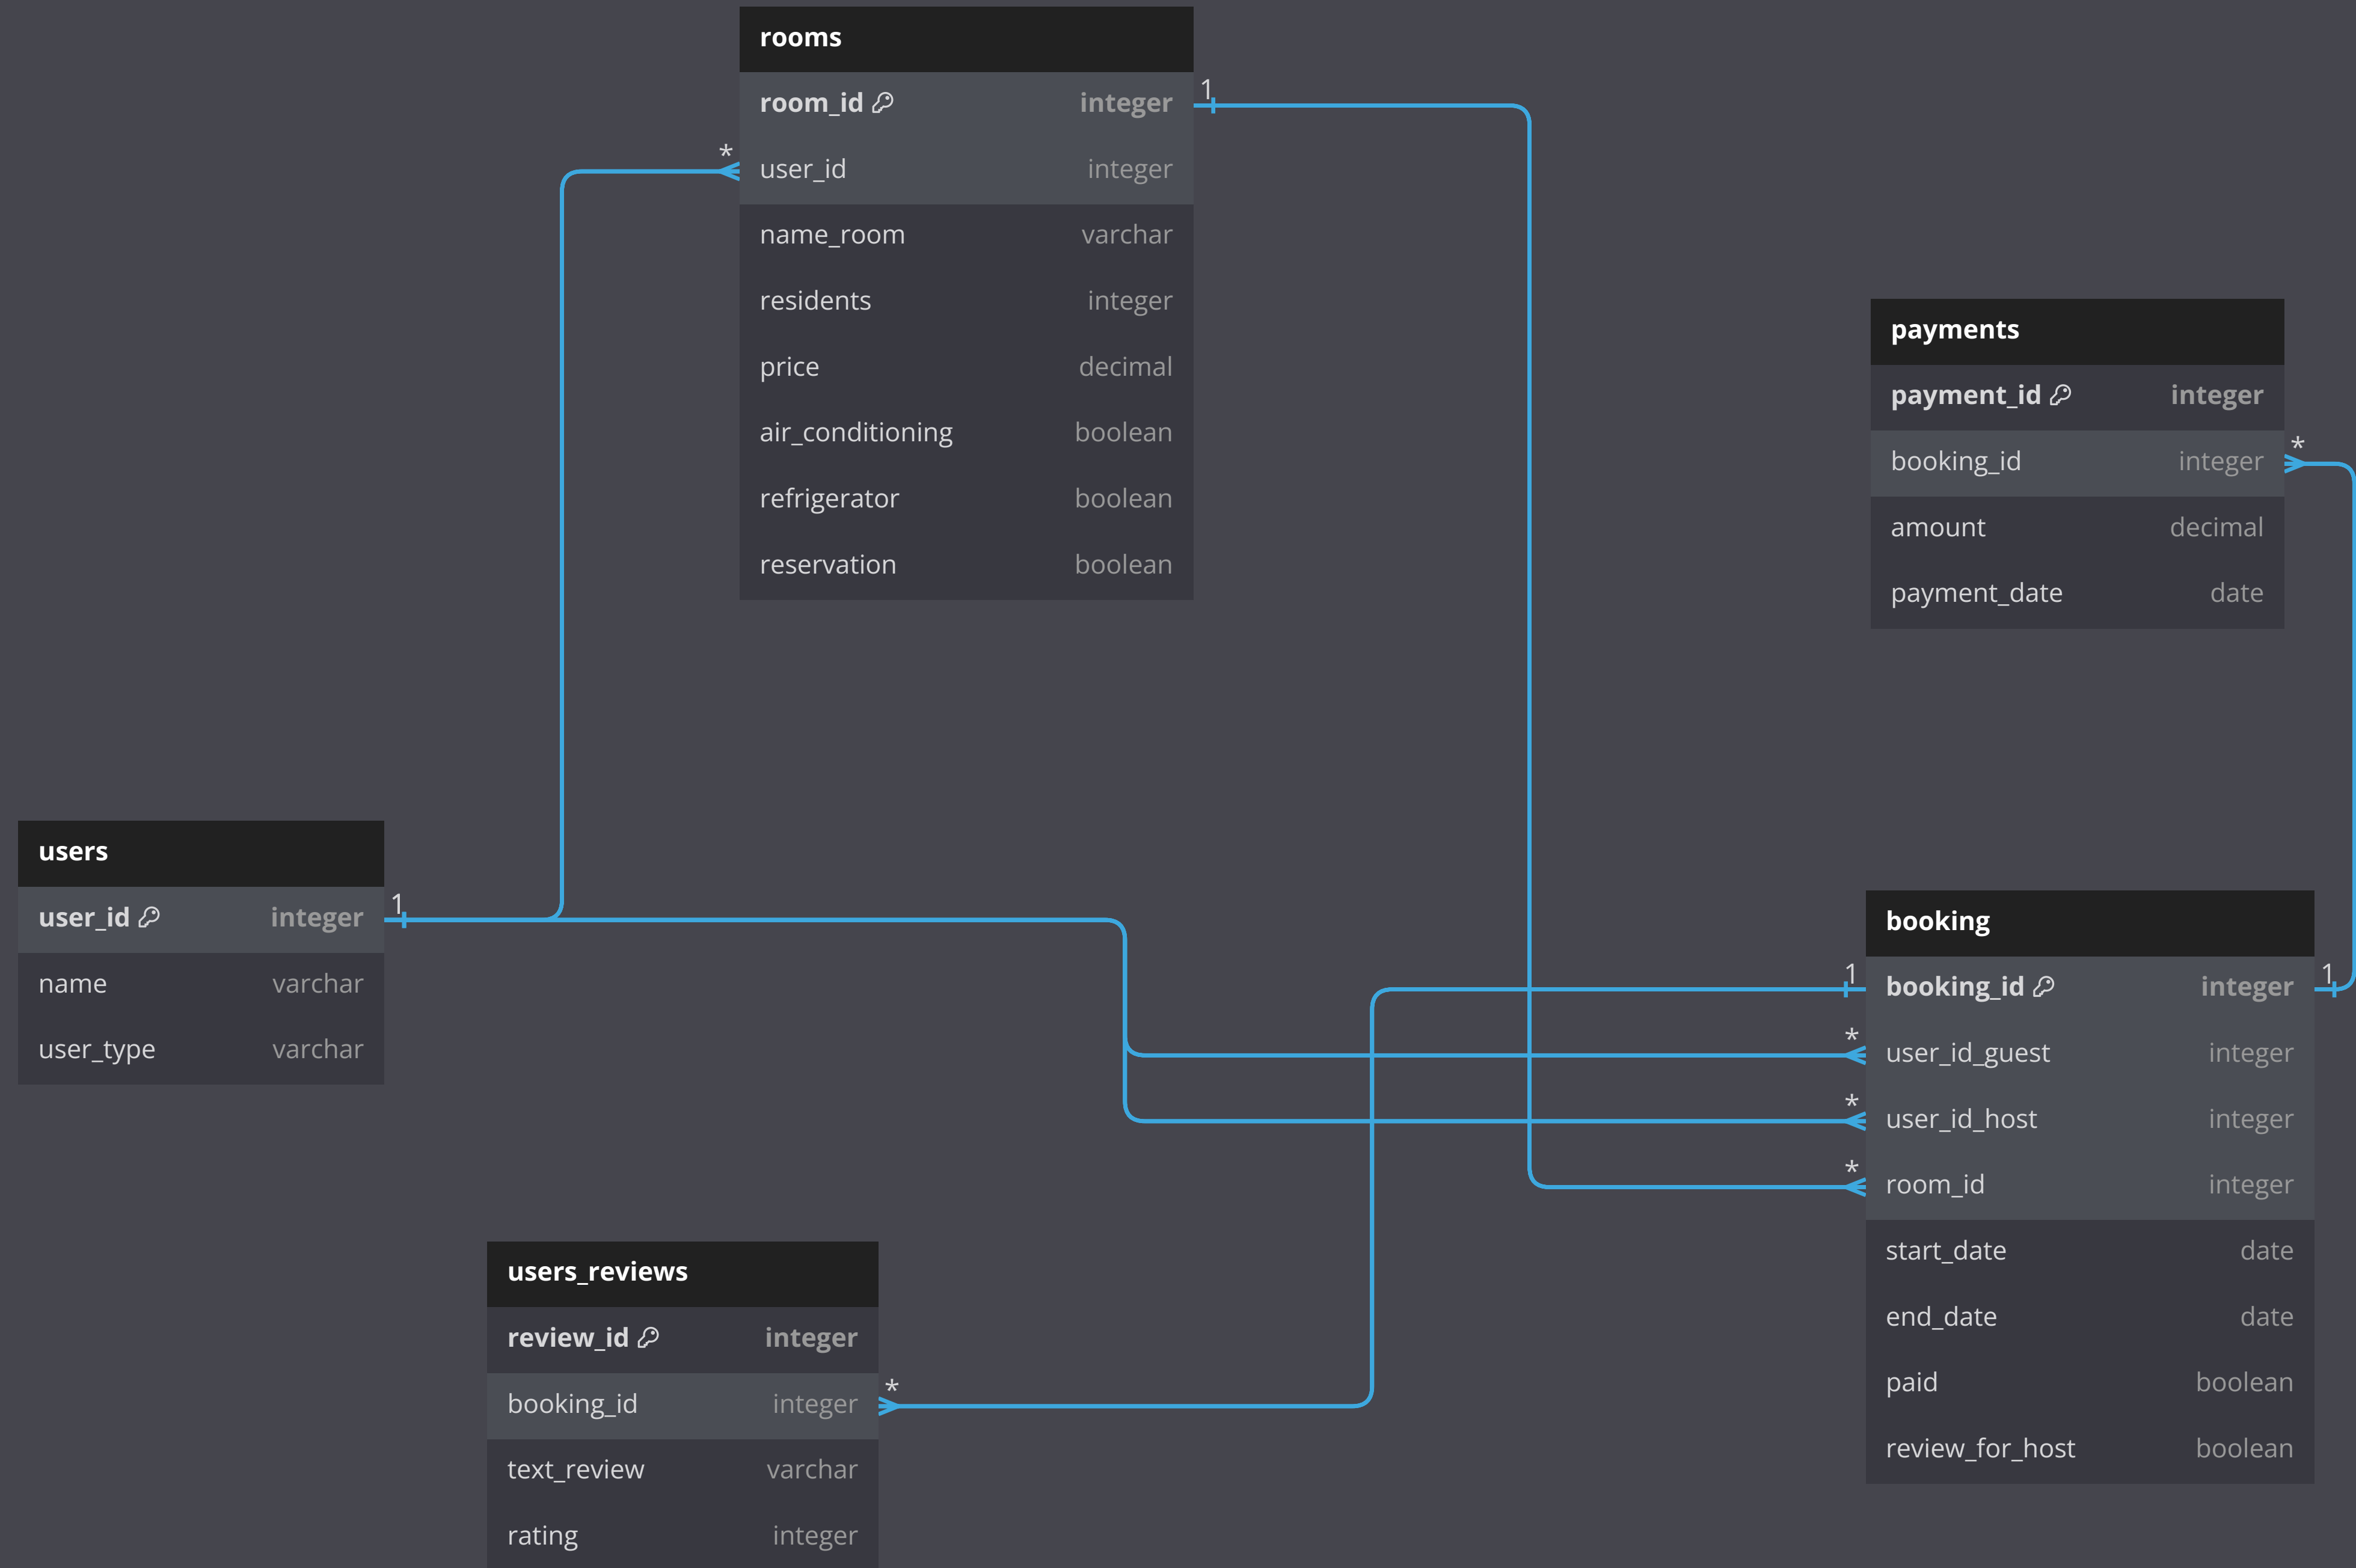 rooms
room_id integer
user_id integer
name_room varchar
residents integer
price decimal
air_conditioning boolean
refrigerator boolean
reservation boolean
1
*
payments
payment_id integer
booking_id integer
amount decimal
payment_date date
*
users
user_id integer
name varchar
user_type varchar
1
booking
booking_id integer
user_id_guest integer
user_id_host integer
room_id integer
start_date date
end_date date
paid boolean
review_for_host boolean
1
1
*
*
*
users_reviews
review_id integer
booking_id integer
text_review varchar
rating integer
*